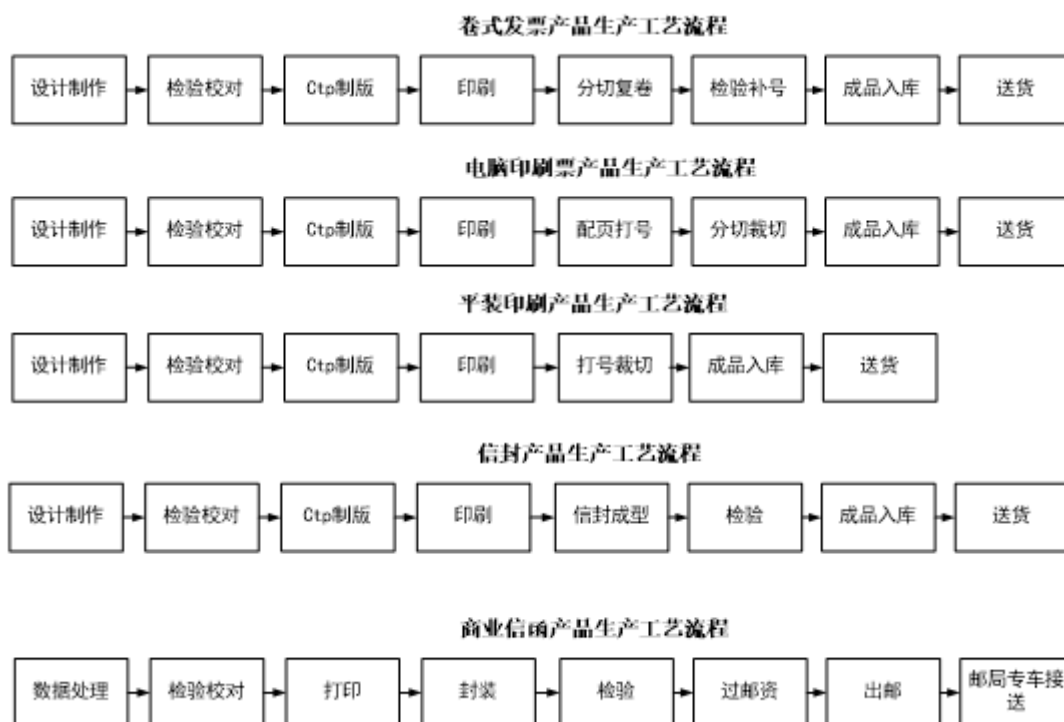 卷式发票产品生产工艺流程
设计制作 检验校对 Ctp制版 印刷 分切复卷 检验补号 成品入库 送货
电脑印刷票产品生产工艺流程
设计制作 检验校对 Ctp制版 印刷 配页打号 分切裁切 成品入库 送货
平装印刷产品生产工艺流程
设计制作 检验校对 Ctp制版 印刷 打号裁切 成品入库 送货
信封产品生产工艺流程
设计制作 检验校对 Ctp制版 印刷 信封成型 检验 成品入库 送货
商业信函产品生产工艺流程
数据处理 检验校对 打印 封装 检验 过邮资 出邮 邮局专车接
送